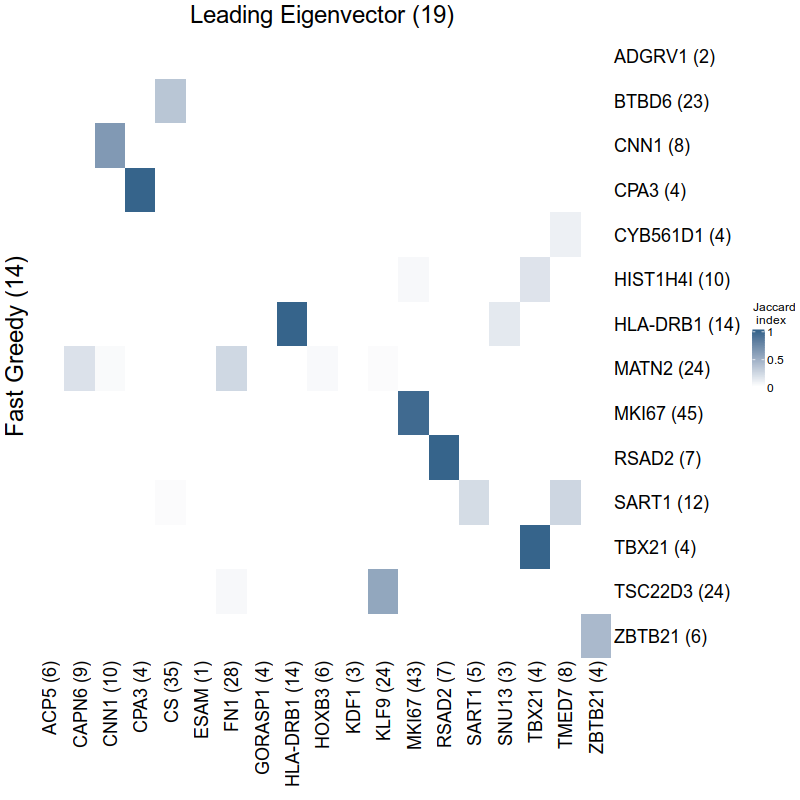 Leading Eigenvector (19)
Fast Greedy (14)
ADGRV1 (2)
BTBD6 (23)
CNN1 (8)
CPA3 (4)
CYB561D1 (4)
HIST1H4I (10)
HLA-DRB1 (14)
MATN2 (24)
MKI67 (45)
RSAD2 (7)
SART1 (12)
TBX21 (4)
TSC22D3 (24)
ZBTB21 (6)
Jaccard
index
1
0.5
0
ACP5 (6)
CAPN6 (9)
CNN1 (10)
CPA3 (4)
CS (35)
ESAM (1)
FN1 (28)
GORASP1 (4)
HLA-DRB1 (14)
HOXB3 (6)
KDF1 (3)
KLF9 (24)
MKI67 (43)
RSAD2 (7)
SART1 (5)
SNU13 (3)
TBX21 (4)
TMED7 (8)
ZBTB21 (4)